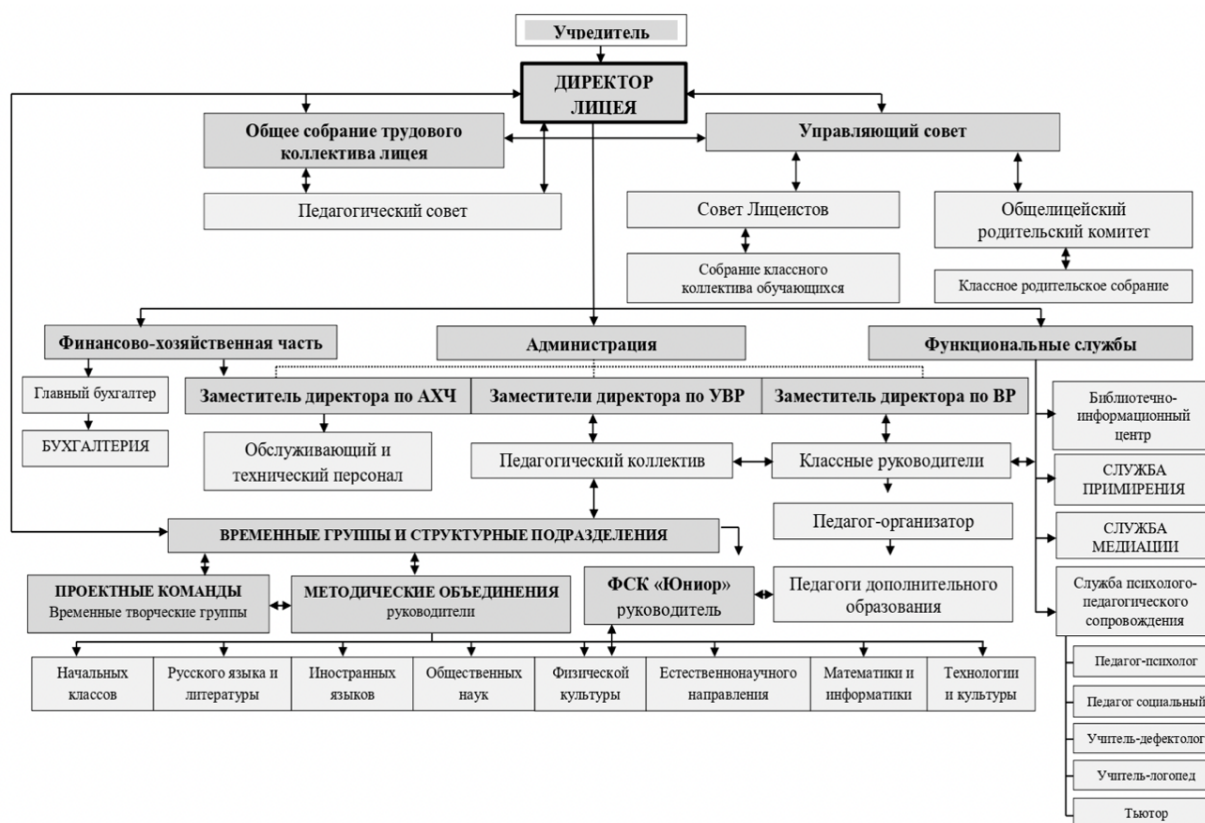 Учредитель
ДИРЕКТОР
ЛИЦЕЯ
Общее собрание трудового
коллектива лицея
Управляющий совет
Педагогический совет
Совет Лицеистов
Общелицейский
родительский комитет
Собрание классного
коллектива обучающихся
Классное родительское собрание
Финансово-хозяйственная часть
Администрация
Функциональные службы
Главный бухгалтер
БУХГАЛТЕРИЯ
Заместитель директора по АХЧ
Заместители директора по УВР
Заместитель директора по ВР
Обслуживающий и
технический персонал
Педагогический коллектив
Классные руководители
Библиотечно-
информационный
центр
СЛУЖБА
ПРИМИРЕНИЯ
Педагог-организатор
СЛУЖБА
МЕДИАЦИИ
ВРЕМЕННЫЕ ГРУППЫ И СТРУКТУРНЫЕ ПОДРАЗДЕЛЕНИЯ
ПРОЕКТНЫЕ КОМАНДЫ
Временные творческие группы
МЕТОДИЧЕСКИЕ ОБЪЕДИНЕНИЯ
руководители
ФСК «Юниор»
руководитель
Педагоги дополнительного
образования
Служба психолого-
педагогического
сопровождения
Начальных
классов
Русского языка и
литературы
Иностранных
языков
Общественных
наук
Физической
культуры
Естественнонаучного
направления
Математики и
информатики
Технологии
и культуры
Педагог-психолог
Педагог социальный
Учитель-дефектолог
Учитель-логопед
Тьютор